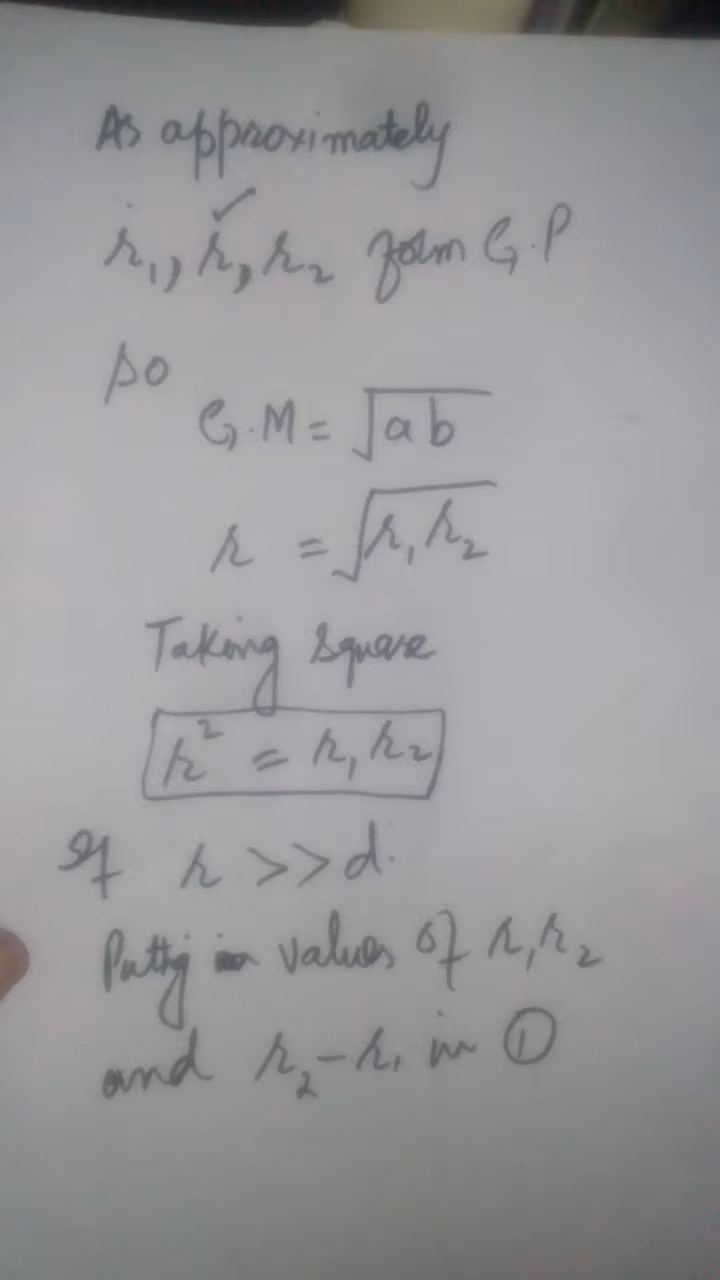 As approximately
r₁, r, r₂ form G.P
so
G.M = √ab
r = √r₁r₂
Taking square
r² = r₁r₂
If r >> d.
Putting in values of r₁r₂
and r₂-r₁ in ①